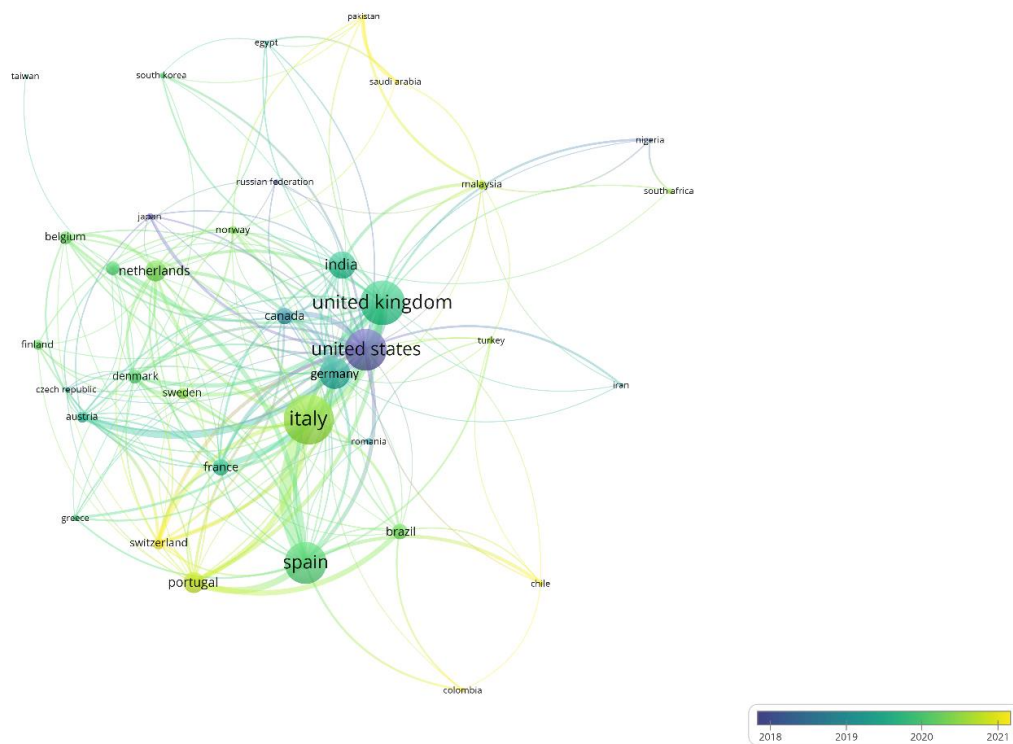 pakistan
egypt
taiwan
south korea
saudi arabia
nigeria
russian federation
malaysia
south africa
japan
norway
belgium
india
netherlands
united kingdom
canada
turkey
finland
united states
germany
denmark
iran
czech republic
sweden
austria
italy
romania
france
greece
brazil
switzerland
spain
portugal
chile
colombia
2018 2019 2020 2021